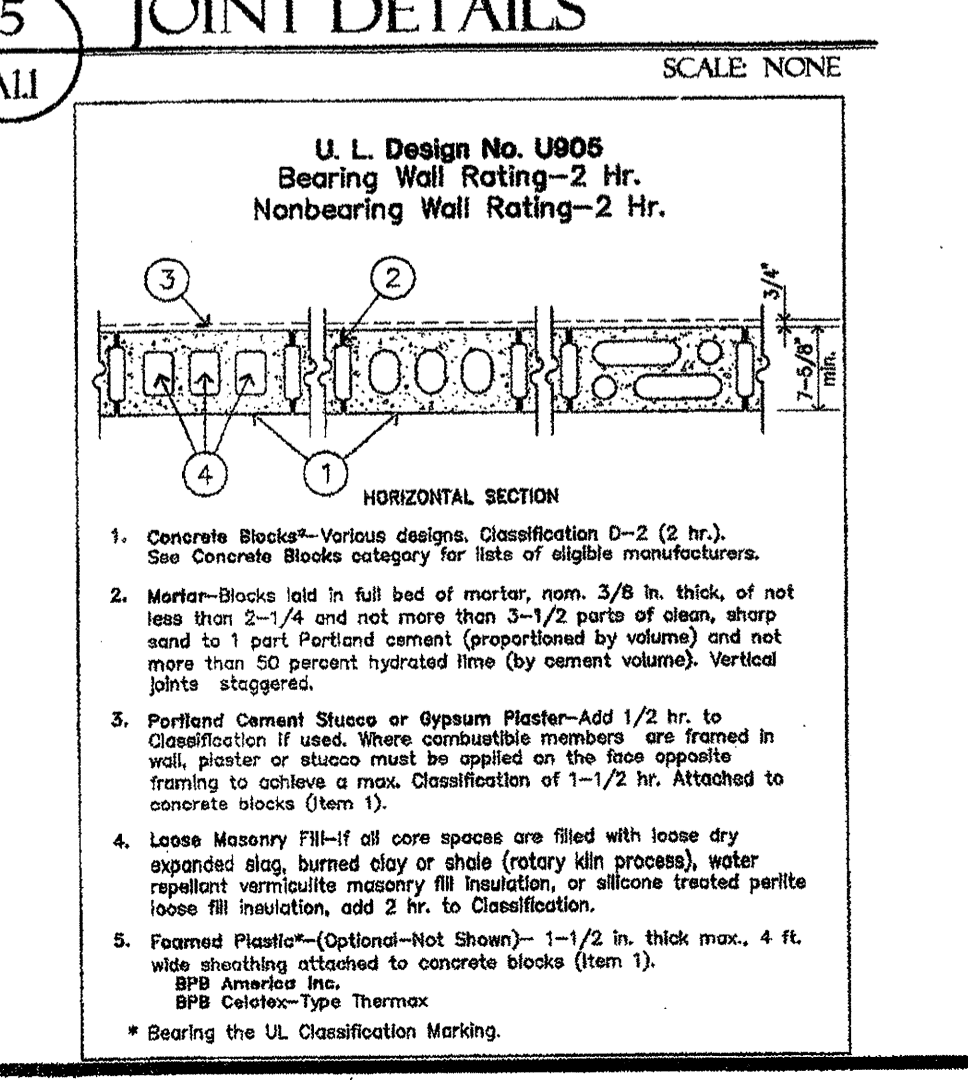 5
JOINT DETAILS
A1.1
SCALE: NONE
U. L. Design No. U905
Bearing Wall Rating—2 Hr.
Nonbearing Wall Rating—2 Hr.
3
2
3/4"
7-5/8"
min.
4
1
HORIZONTAL SECTION
1. Concrete Blocks*—Various designs. Classification D-2 (2 hr.).
See Concrete Blocks category for lists of eligible manufacturers.
2. Mortar—Blocks laid in full bed of mortar, nom. 3/8 in. thick, of not
less than 2-1/4 and not more than 3-1/2 parts of clean, sharp
sand to 1 part Portland cement (proportioned by volume) and not
more than 50 percent hydrated lime (by cement volume). Vertical
joints staggered.
3. Portland Cement Stucco or Gypsum Plaster—Add 1/2 hr. to
Classification if used. Where combustible members are framed in
wall, plaster or stucco must be applied on the face opposite
framing to achieve a max. Classification of 1-1/2 hr. Attached to
concrete blocks (Item 1).
4. Loose Masonry Fill—If all core spaces are filled with loose dry
expanded slag, burned clay or shale (rotary kiln process), water
repellant vermiculite masonry fill insulation, or silicone treated perlite
loose fill insulation, add 2 hr. to Classification.
5. Foamed Plastic*—(Optional—Not Shown)— 1-1/2 in. thick max., 4 ft.
wide sheathing attached to concrete blocks (Item 1).
BPB America Inc.
BPB Celotex—Type Thermax
* Bearing the UL Classification Marking.